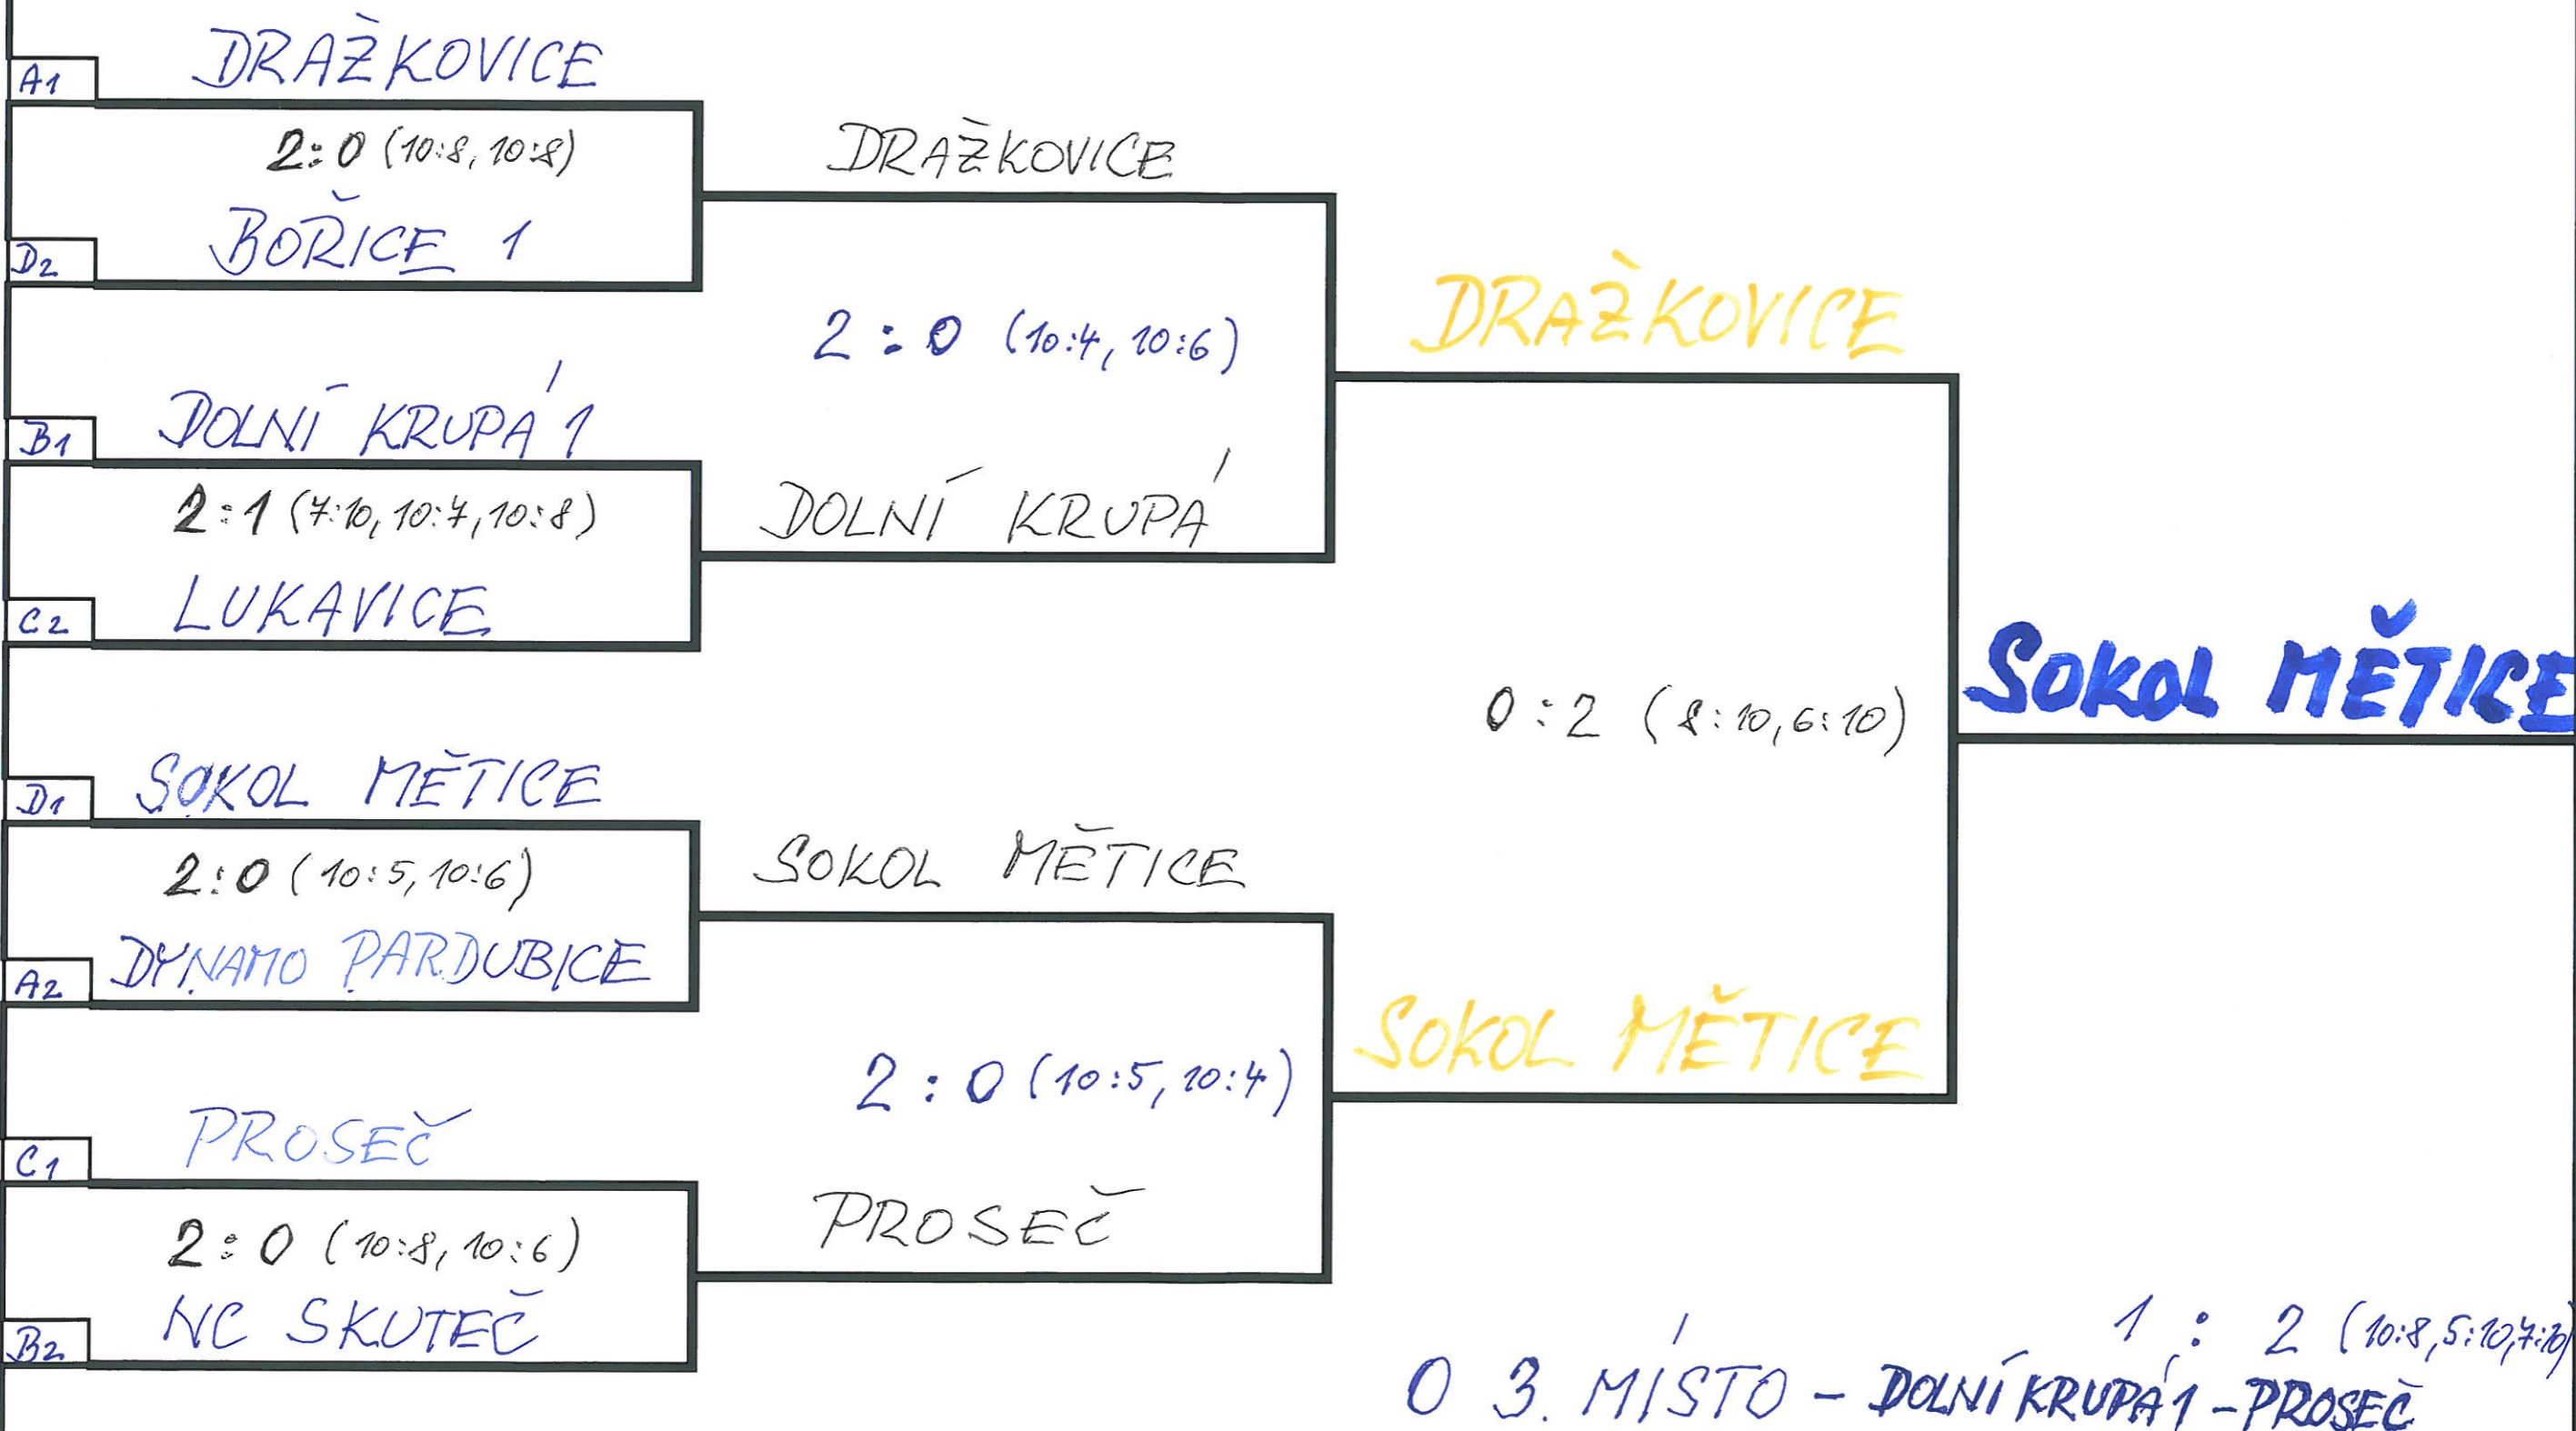 A1 DRAŽKOVICE
2:0 (10:8, 10:8)
D2 BOŘICE 1
B1 DOLNÍ KRUPÁ 1
2:1 (7:10, 10:7, 10:8)
C2 LUKAVICE
D1 SOKOL MĚTICE
2:0 (10:5, 10:6)
A2 DYNAMO PARDUBICE
C1 PROSEČ
2:0 (10:8, 10:6)
B2 NC SKUTEČ
DRAŽKOVICE
2:0 (10:4, 10:6)
DOLNÍ KRUPÁ
SOKOL MĚTICE
2:0 (10:5, 10:4)
PROSEČ
DRAŽKOVICE
0:2 (8:10, 6:10)
SOKOL MĚTICE
SOKOL MĚTICE
1:2 (10:8, 5:10, 7:10)
O 3. MÍSTO - DOLNÍ KRUPÁ 1 - PROSEČ